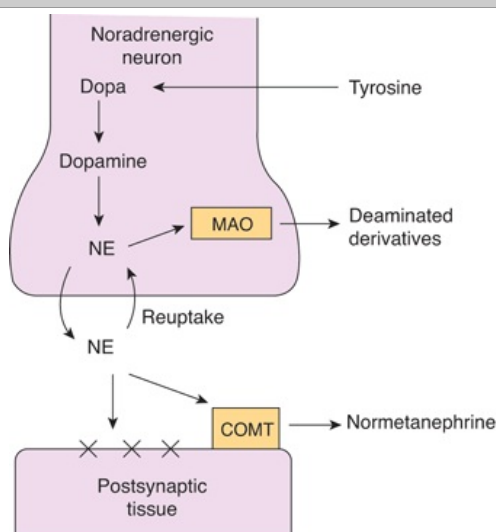 Noradrenergic
neuron
Dopa
Tyrosine
Dopamine
NE
MAO
Deaminated
derivatives
Reuptake
NE
COMT
Normetanephrine
Postsynaptic
tissue